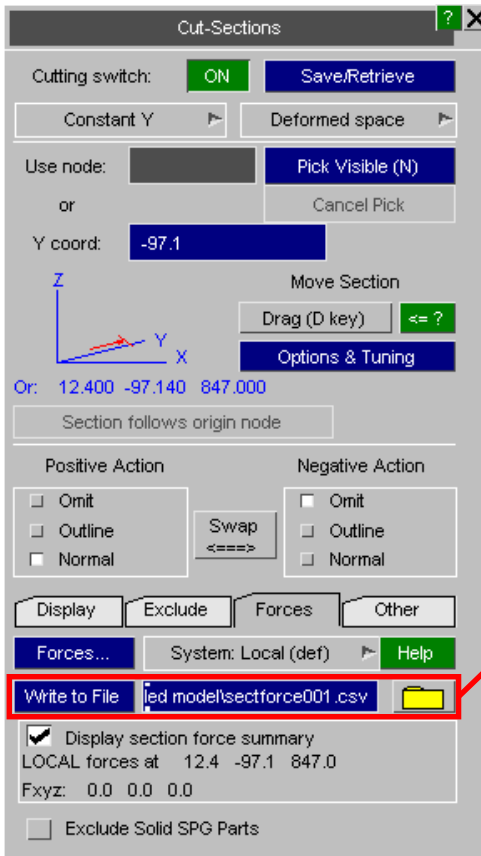 Cut-Sections
? X
Cutting switch: ON Save/Retrieve
Constant Y Deformed space
Use node: Pick Visible (N)
or Cancel Pick
Y coord: -97.1
Z Move Section
Drag (D key) <= ?
Y
X Options & Tuning
Or: 12.400 -97.140 847.000
Section follows origin node
Positive Action Negative Action
Omit Omit
Outline Swap Outline
<===>
Normal Normal
Display Exclude Forces Other
Forces... System: Local (def) Help
Write to File led model\sectforce001.csv
Display section force summary
LOCAL forces at 12.4 -97.1 847.0
Fxyz: 0.0 0.0 0.0
Exclude Solid SPG Parts